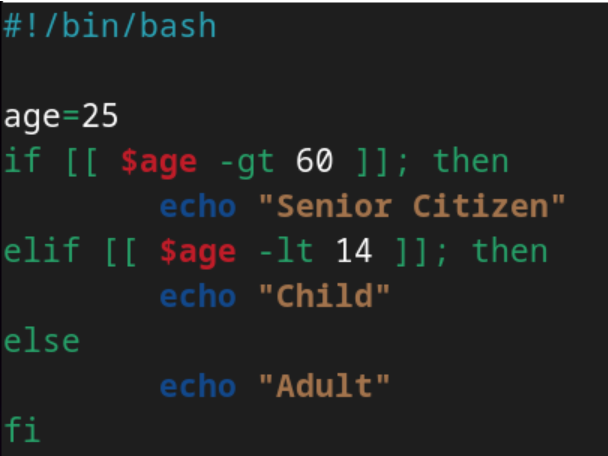 #!/bin/bash

age=25
if [[ $age -gt 60 ]]; then
        echo "Senior Citizen"
elif [[ $age -lt 14 ]]; then
        echo "Child"
else
        echo "Adult"
fi